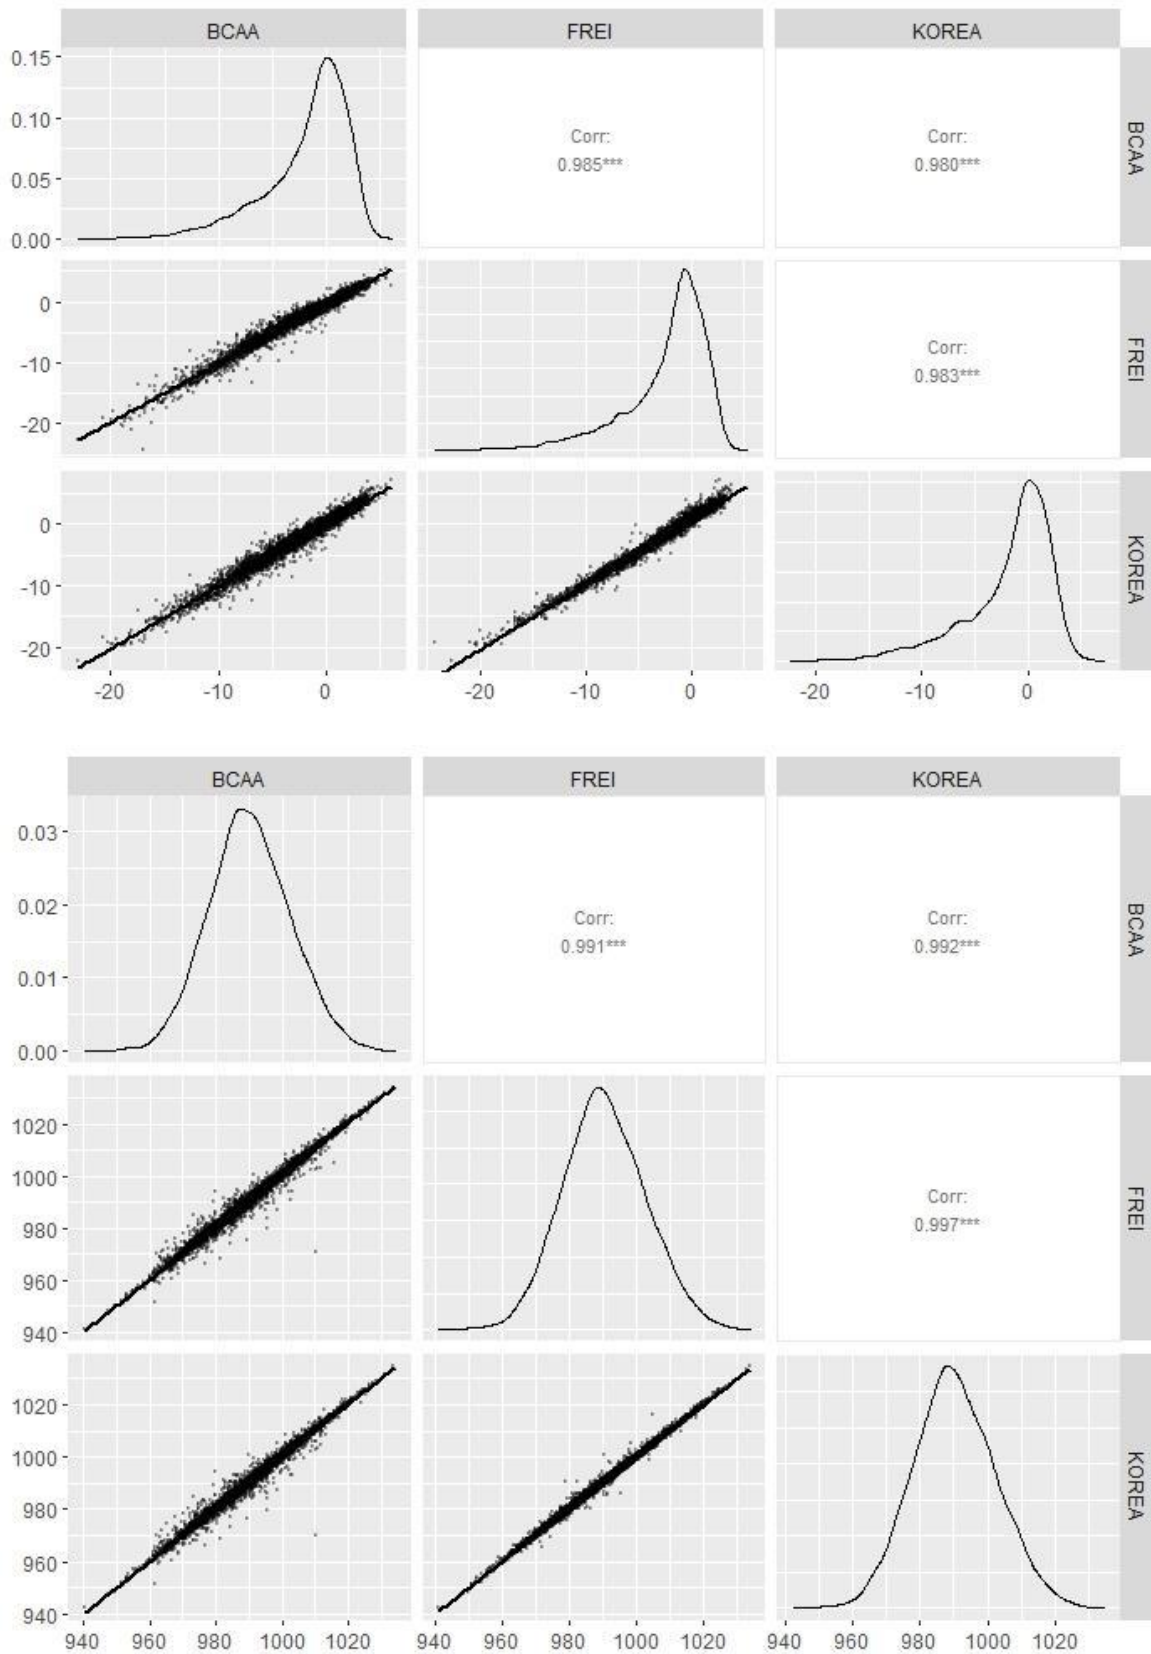 BCAA FREI KOREA
0.15
0.10
0.05
0.00
Corr:
0.985***
Corr:
0.980***
BCAA
0
-10
-20
Corr:
0.983***
FREI
0
-10
-20
KOREA
-20 -10 0 -20 -10 0 -20 -10 0
BCAA FREI KOREA
0.03
0.02
0.01
0.00
Corr:
0.991***
Corr:
0.992***
BCAA
1020
1000
980
960
940
Corr:
0.997***
FREI
1020
1000
980
960
940
KOREA
940 960 980 1000 1020 940 960 980 1000 1020 940 960 980 1000 1020